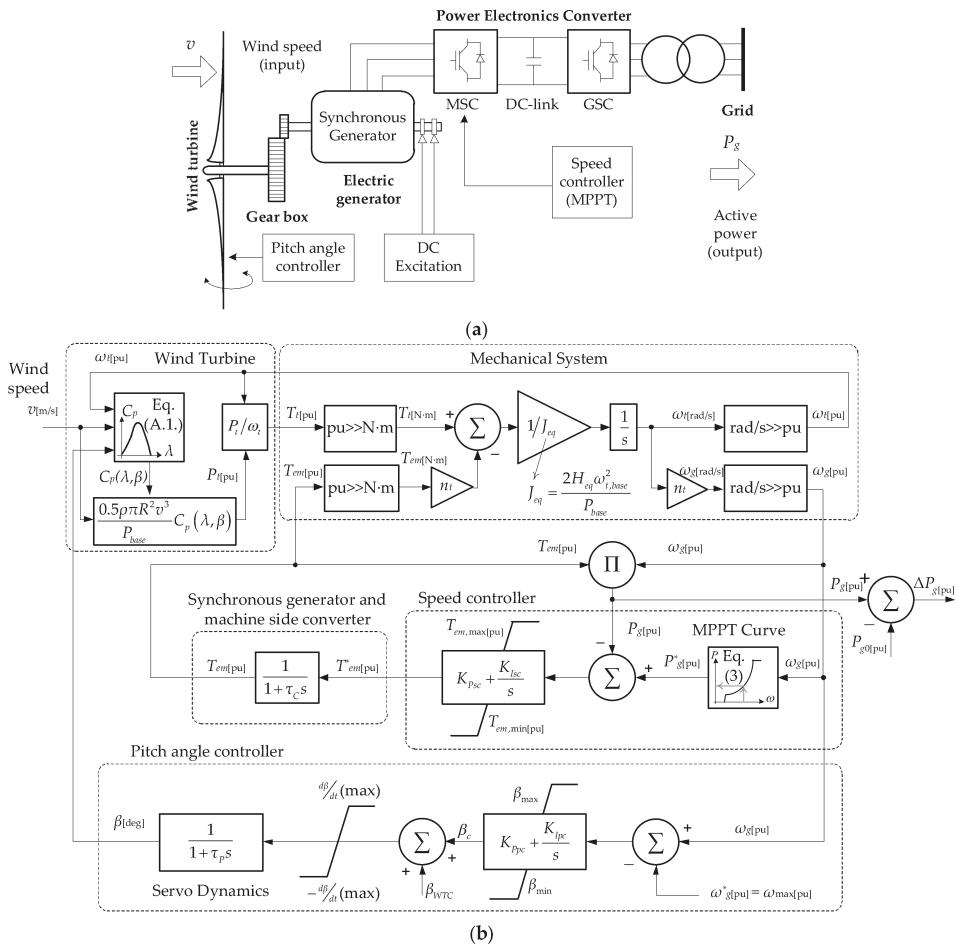 Power Electronics Converter
v
Wind speed
(input)
MSC
DC-link
GSC
Grid
Synchronous
Generator
Electric
generator
Wind turbine
Gear box
Speed
controller
(MPPT)
P_g
Active
power
(output)
Pitch angle
controller
DC
Excitation
(a)
ω_t[pu]
Wind Turbine
Mechanical System
Wind
speed
v[m/s]
C_p
Eq.
(A.1.)
λ
P_t/ω_t
C_p(λ,β)
P_t[pu]
0.5ρπR²v³/P_base C_p(λ,β)
T_t[pu]
pu>>N·m
T_t[N·m]
+
Σ
−
1/J_eq
1/s
ω_t[rad/s]
rad/s>>pu
ω_t[pu]
T_em[pu]
pu>>N·m
T_em[N·m]
n_t
J_eq = 2H_eq ω²_t,base / P_base
n_t
ω_g[rad/s]
rad/s>>pu
ω_g[pu]
T_em[pu]
Π
ω_g[pu]
P_g[pu]
+
Σ
ΔP_g[pu]
−
P_g0[pu]
Synchronous generator and
machine side converter
T_em[pu]
1/(1+τ_C s)
T*_em[pu]
Speed controller
T_em,max[pu]
K_Psc + K_Isc/s
T_em,min[pu]
−
P_g[pu]
Σ
+
P*_g[pu]
MPPT Curve
P
Eq.
(3)
ω
ω_g[pu]
Pitch angle controller
β[deg]
1/(1+τ_P s)
Servo Dynamics
dβ/dt(max)
−dβ/dt(max)
Σ
+
+
β_c
β_WTC
β_max
K_Ppc + K_Ipc/s
β_min
Σ
+
−
ω_g[pu]
ω*_g[pu] = ω_max[pu]
(b)